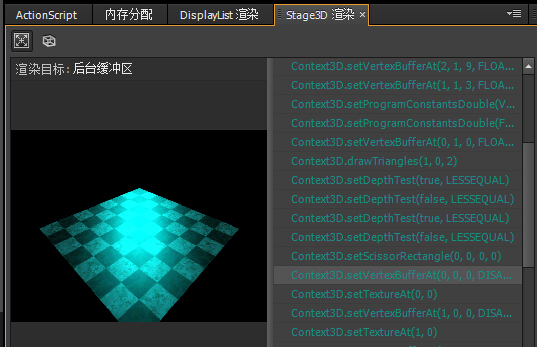 ActionScript
内存分配
DisplayList 渲染
Stage3D 渲染
渲染目标: 后台缓冲区
Context3D.setVertexBufferAt(2, 1, 9, FLOA...
Context3D.setVertexBufferAt(1, 1, 3, FLOA...
Context3D.setProgramConstantsDouble(V...
Context3D.setProgramConstantsDouble(F...
Context3D.setVertexBufferAt(0, 1, 0, FLOA...
Context3D.drawTriangles(1, 0, 2)
Context3D.setDepthTest(true, LESSEQUAL)
Context3D.setDepthTest(false, LESSEQUAL)
Context3D.setDepthTest(true, LESSEQUAL)
Context3D.setDepthTest(false, LESSEQUAL)
Context3D.setScissorRectangle(0, 0, 0, 0)
Context3D.setVertexBufferAt(0, 0, 0, DISA...
Context3D.setTextureAt(0, 0)
Context3D.setVertexBufferAt(1, 0, 0, DISA...
Context3D.setTextureAt(1, 0)